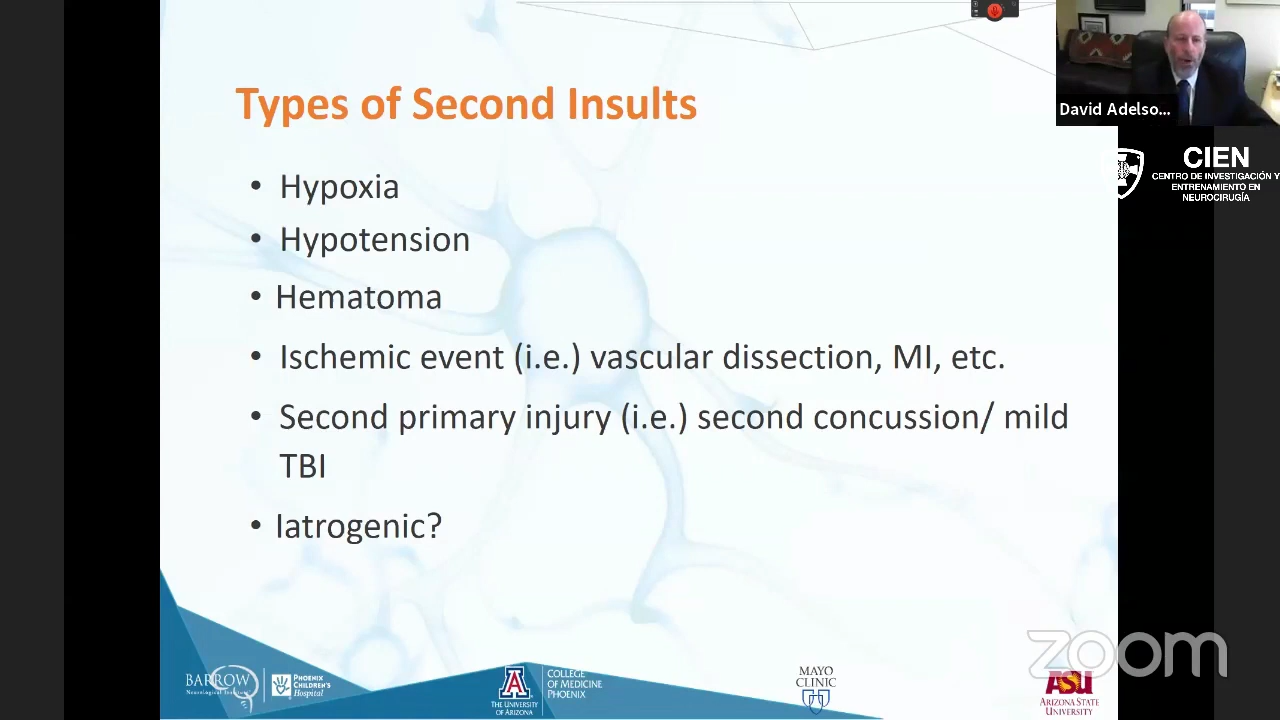 Types of Second Insults
• Hypoxia
• Hypotension
• Hematoma
• Ischemic event (i.e.) vascular dissection, MI, etc.
• Second primary injury (i.e.) second concussion/ mild
TBI
• Iatrogenic?
David Adelso...
CIEN
CENTRO DE INVESTIGACIÓN Y
ENTRENAMIENTO EN
NEUROCIRUGÍA
BARROW
Neurological Institute
PHOENIX
CHILDREN'S
Hospital
THE UNIVERSITY
OF ARIZONA
COLLEGE
OF MEDICINE
PHOENIX
MAYO
CLINIC
ASU
ARIZONA STATE
UNIVERSITY
zoom